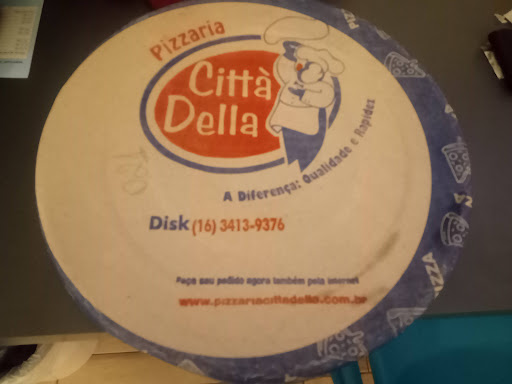 Pizzaria
Città
Della
A Diferença: Qualidade e Rapidez
Disk (16) 3413-9376
Faça seu pedido agora também pela internet
www.pizzariacittadella.com.br
PIZZA